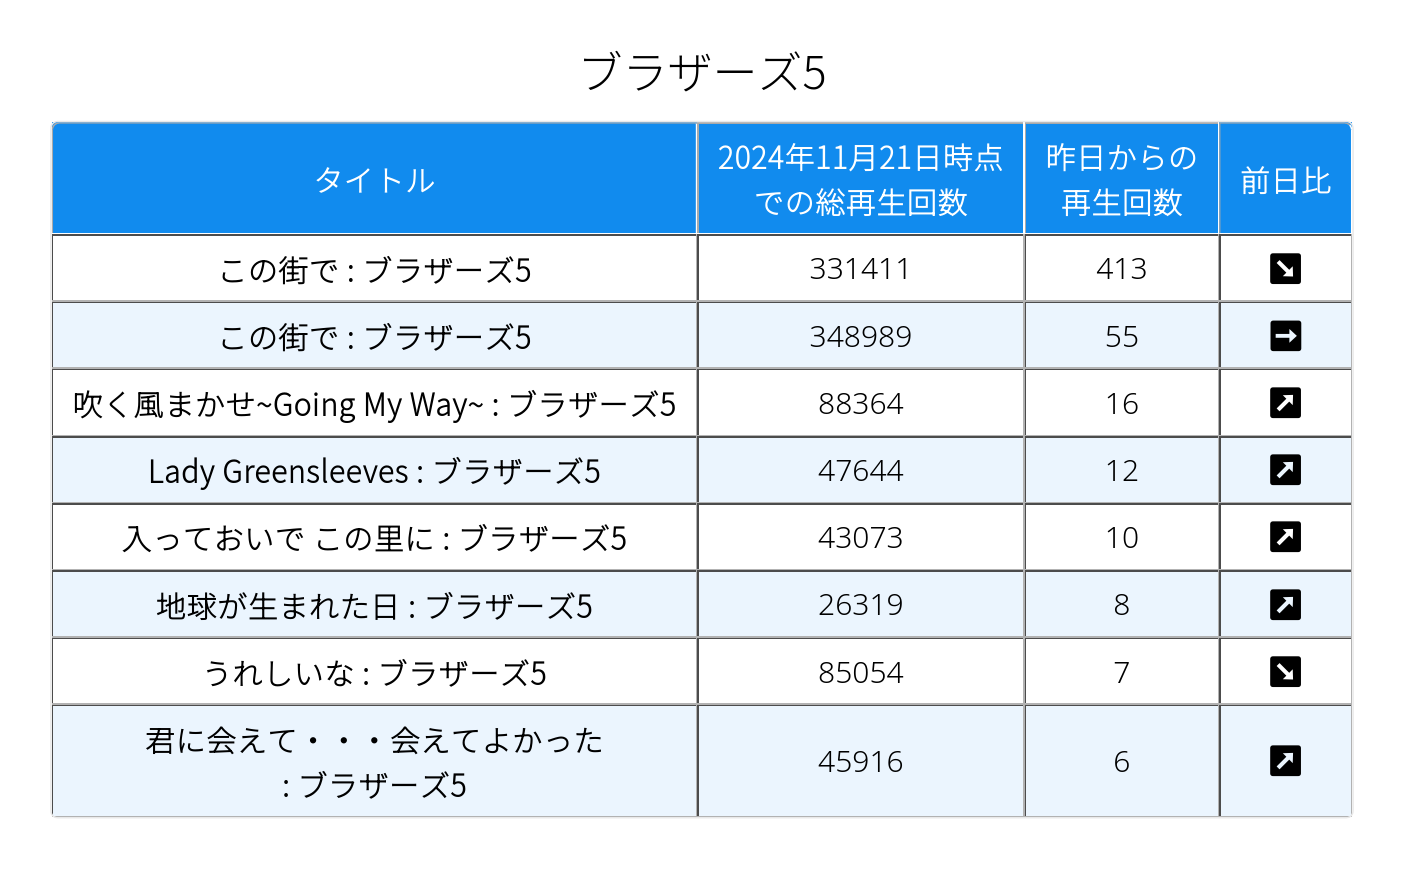 ブラザーズ5
タイトル
2024年11月21日時点
での総再生回数
昨日からの
再生回数
前日比
この街で : ブラザーズ5
331411
413
この街で : ブラザーズ5
348989
55
吹く風まかせ~Going My Way~ : ブラザーズ5
88364
16
Lady Greensleeves : ブラザーズ5
47644
12
入っておいで この里に : ブラザーズ5
43073
10
地球が生まれた日 : ブラザーズ5
26319
8
うれしいな : ブラザーズ5
85054
7
君に会えて・・・会えてよかった
: ブラザーズ5
45916
6